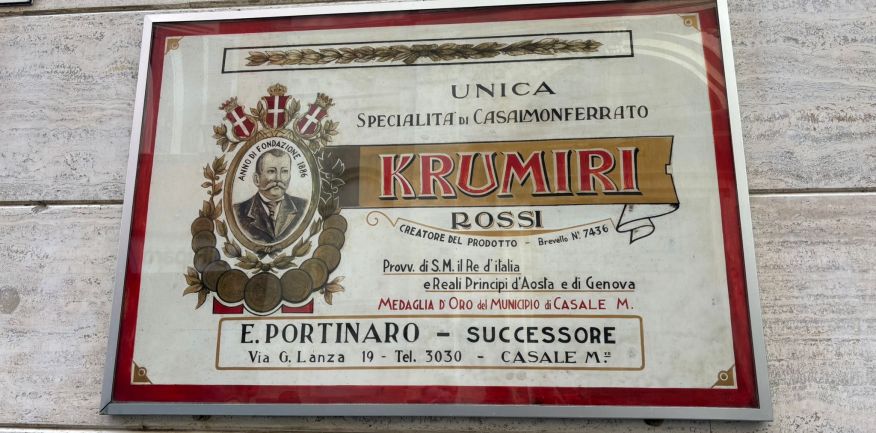 UNICA
SPECIALITA' DI CASALMONFERRATO
ANNO DI FONDAZIONE 1886
KRUMIRI
ROSSI
CREATORE DEL PRODOTTO - Brevetto N° 7436
Provv. di S.M. il Re d'italia
e Reali Principi d'Aosta e di Genova
MEDAGLIA D'ORO del MUNICIPIO di CASALE M.
E. PORTINARO - SUCCESSORE
Via G. Lanza 19 - Tel. 3030 - CASALE M.to